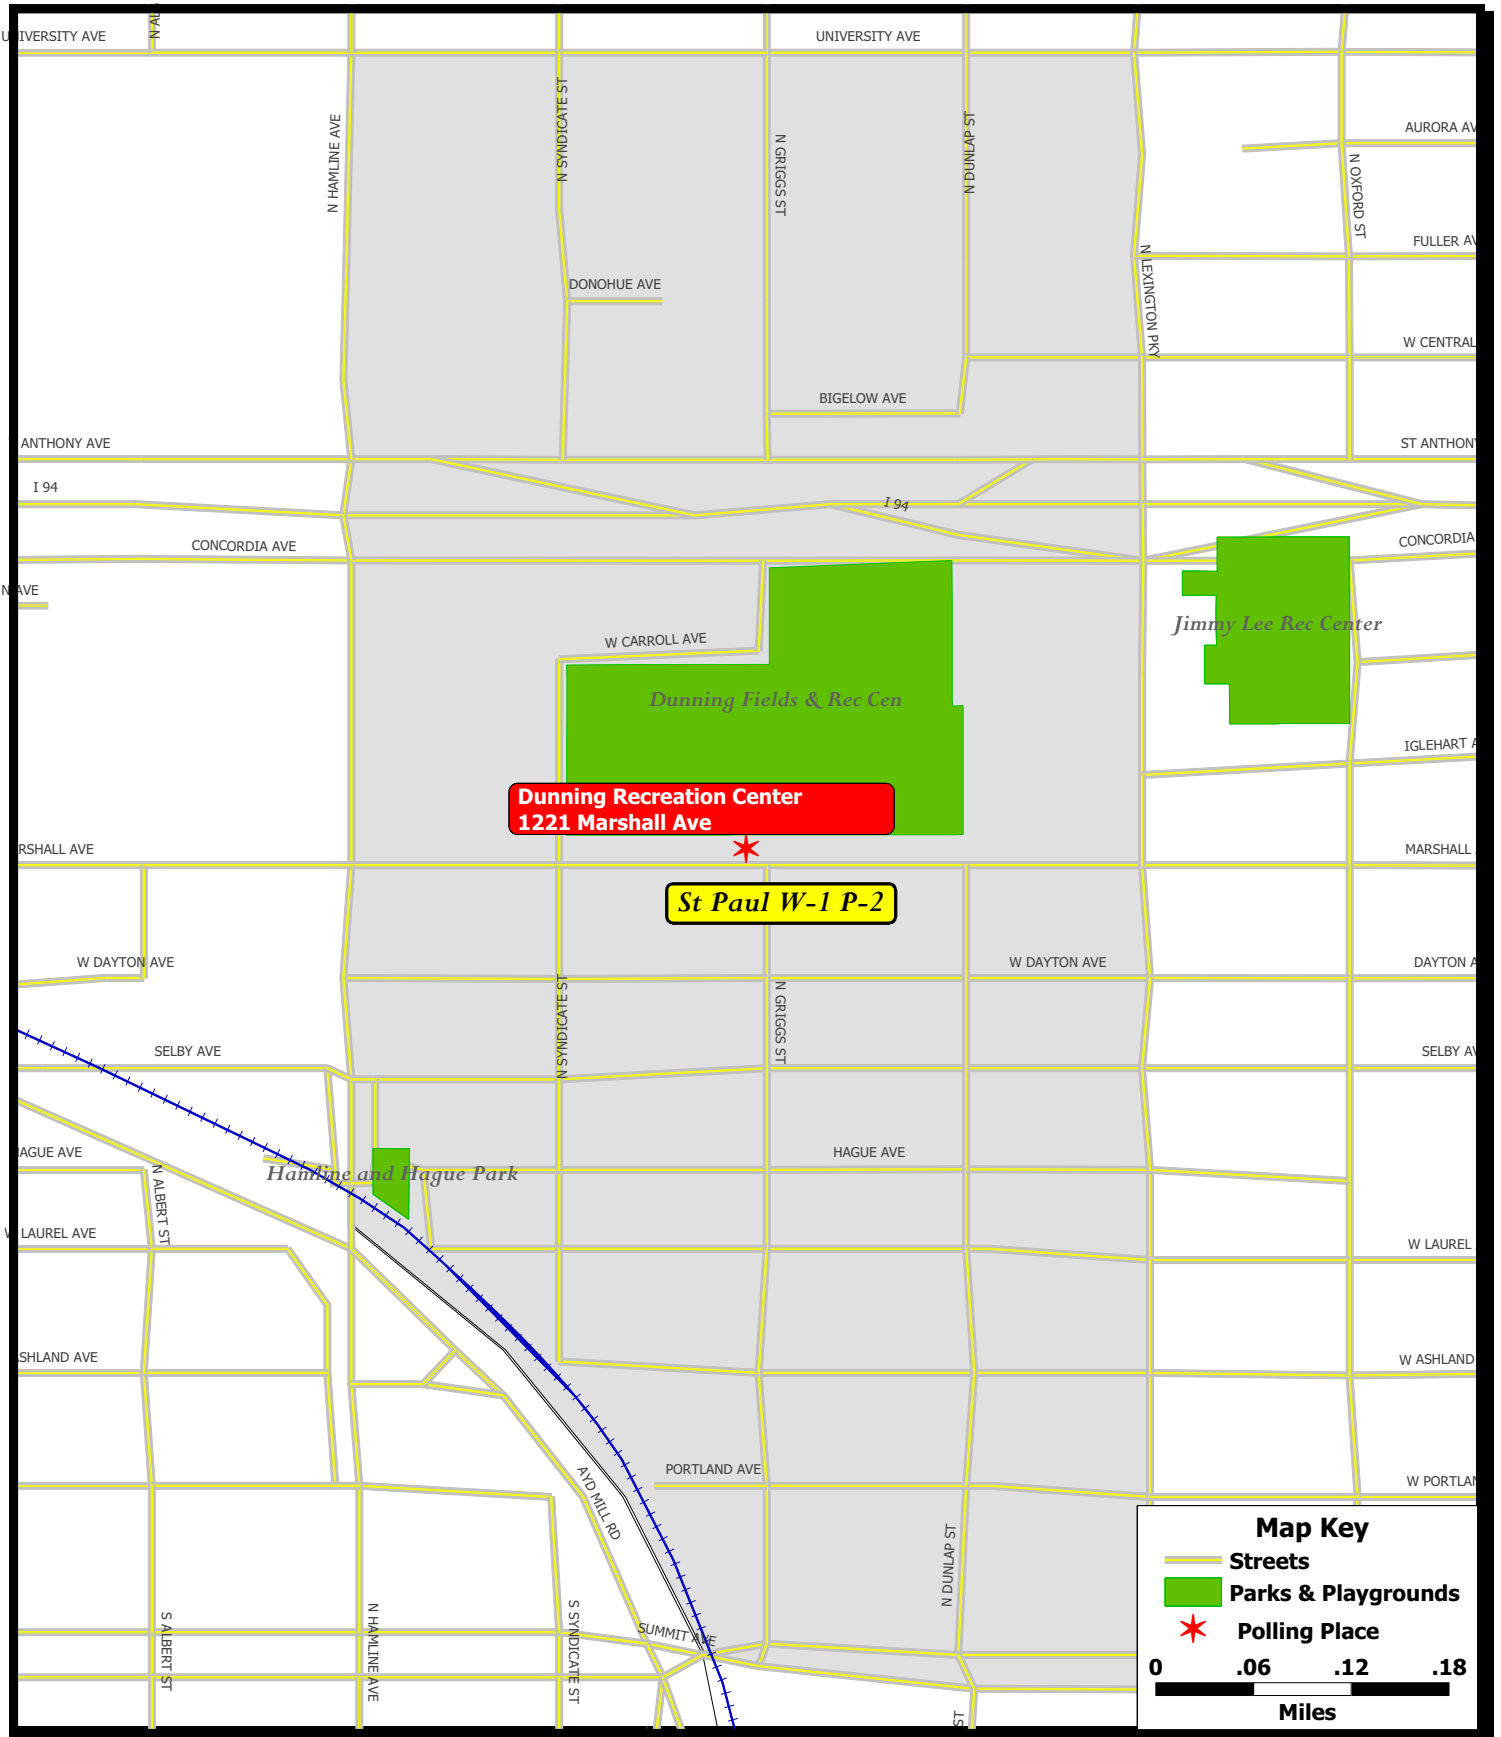 N AL
UNIVERSITY AVE
UNIVERSITY AVE
N HAMLINE AVE
N SYNDICATE ST
N GRIGGS ST
N DUNLAP ST
AURORA AV
N OXFORD ST
FULLER AV
N LEXINGTON PKY
DONOHUE AVE
W CENTRAL
BIGELOW AVE
ANTHONY AVE
ST ANTHON
I 94
I 94
CONCORDIA AVE
CONCORDIA
N AVE
Jimmy Lee Rec Center
W CARROLL AVE
Dunning Fields & Rec Cen
IGLEHART A
Dunning Recreation Center
1221 Marshall Ave
RSHALL AVE
MARSHALL
St Paul W-1 P-2
W DAYTON AVE
W DAYTON AVE
DAYTON A
N SYNDICATE ST
N GRIGGS ST
SELBY AVE
SELBY AV
HAGUE AVE
HAGUE AVE
Hamline and Hague Park
N ALBERT ST
W LAUREL AVE
W LAUREL
SHLAND AVE
W ASHLAND
PORTLAND AVE
W PORTLAN
AYD MILL RD
N DUNLAP ST
S ALBERT ST
N HAMLINE AVE
S SYNDICATE ST
SUMMIT AVE
ST
Map Key
Streets
Parks & Playgrounds
Polling Place
0 .06 .12 .18
Miles